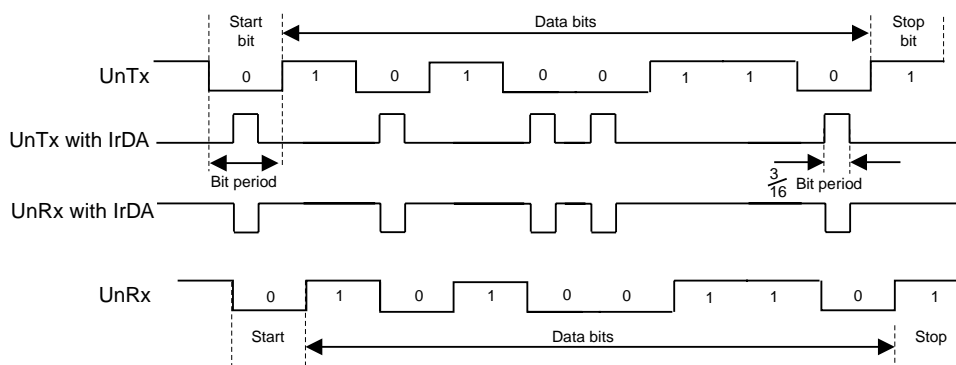 Start
bit
Data bits
Stop
bit
UnTx
0 1 0 1 0 0 1 1 0 1
UnTx with IrDA
Bit period
3/16 Bit period
UnRx with IrDA
UnRx
0 1 0 1 0 0 1 1 0 1
Start
Data bits
Stop